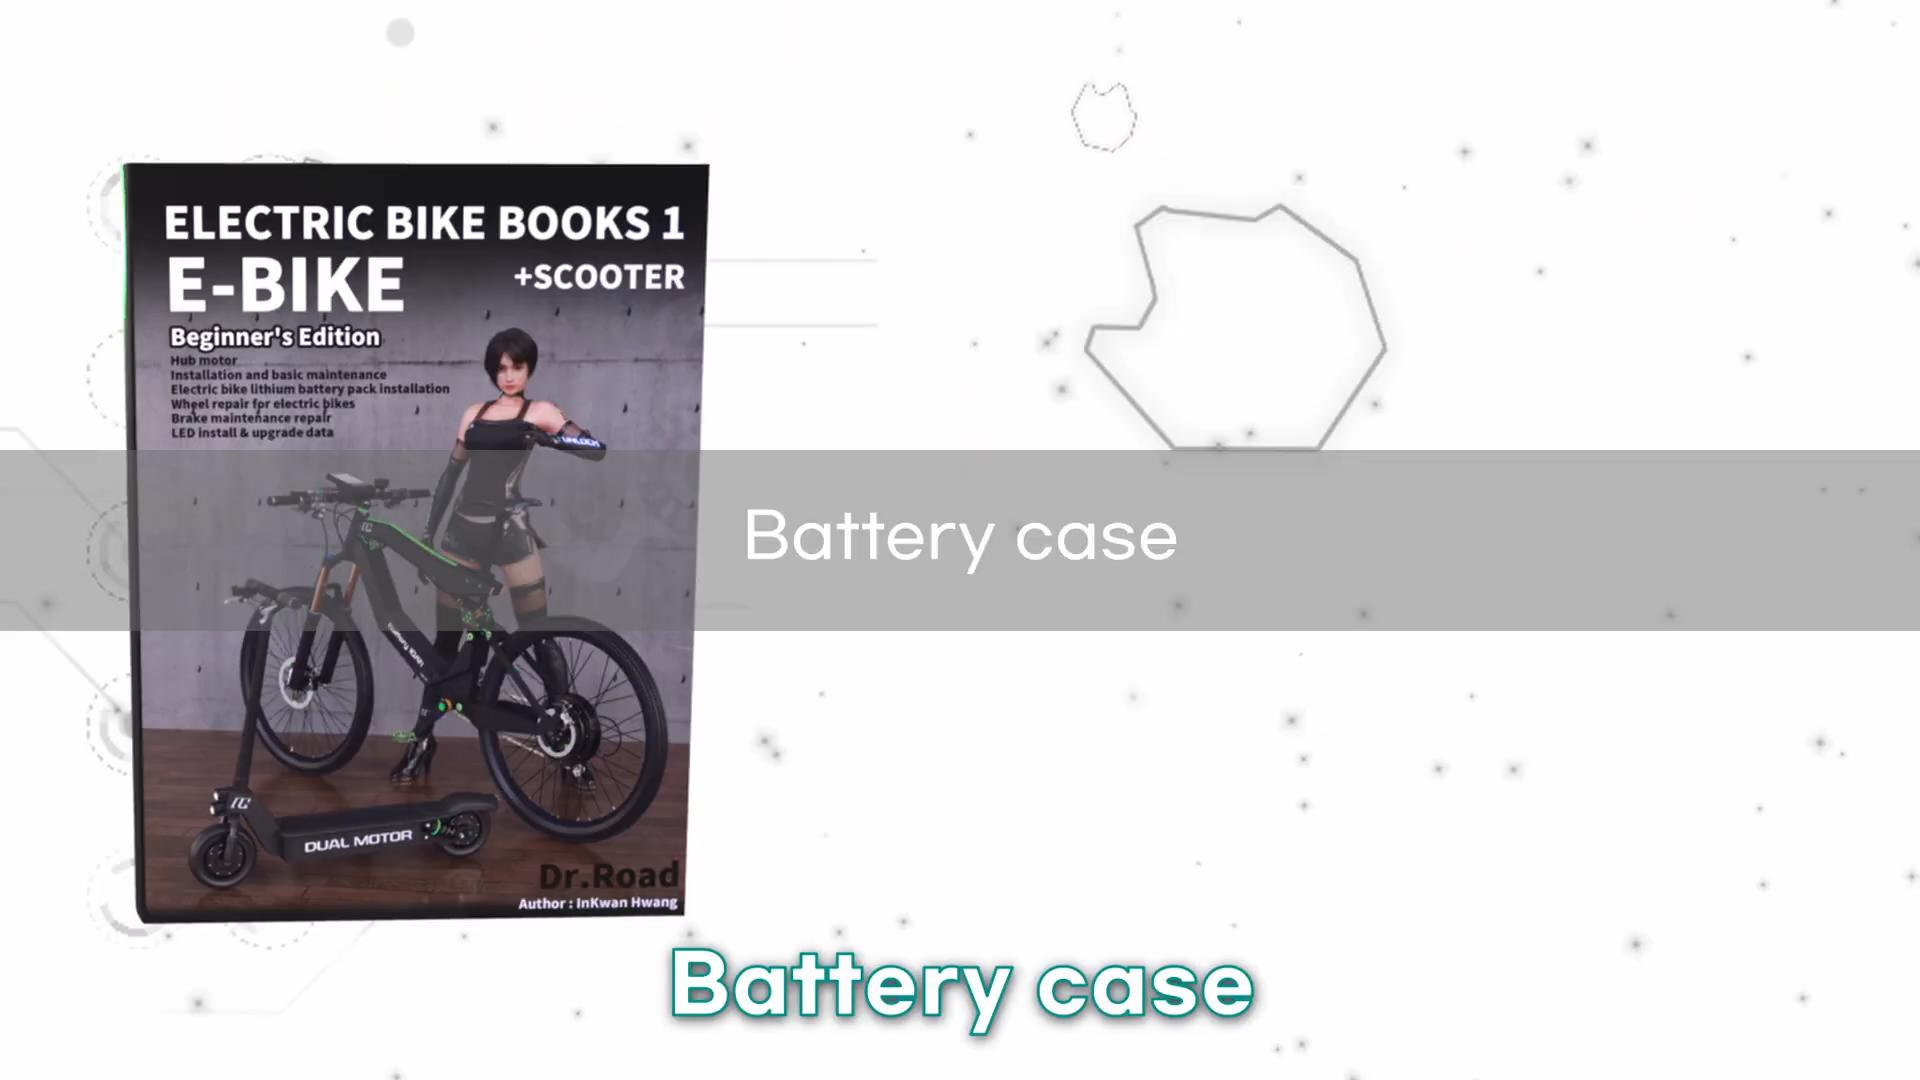 ELECTRIC BIKE BOOKS 1
E-BIKE
+SCOOTER
Beginner's Edition
Hub motor
Installation and basic maintenance
Electric bike lithium battery pack installation
Wheel repair for electric bikes
Brake maintenance repair
LED install & upgrade data
UNLOCK
Battery case
DUAL MOTOR
Dr.Road
Author : InKwan Hwang
Battery case